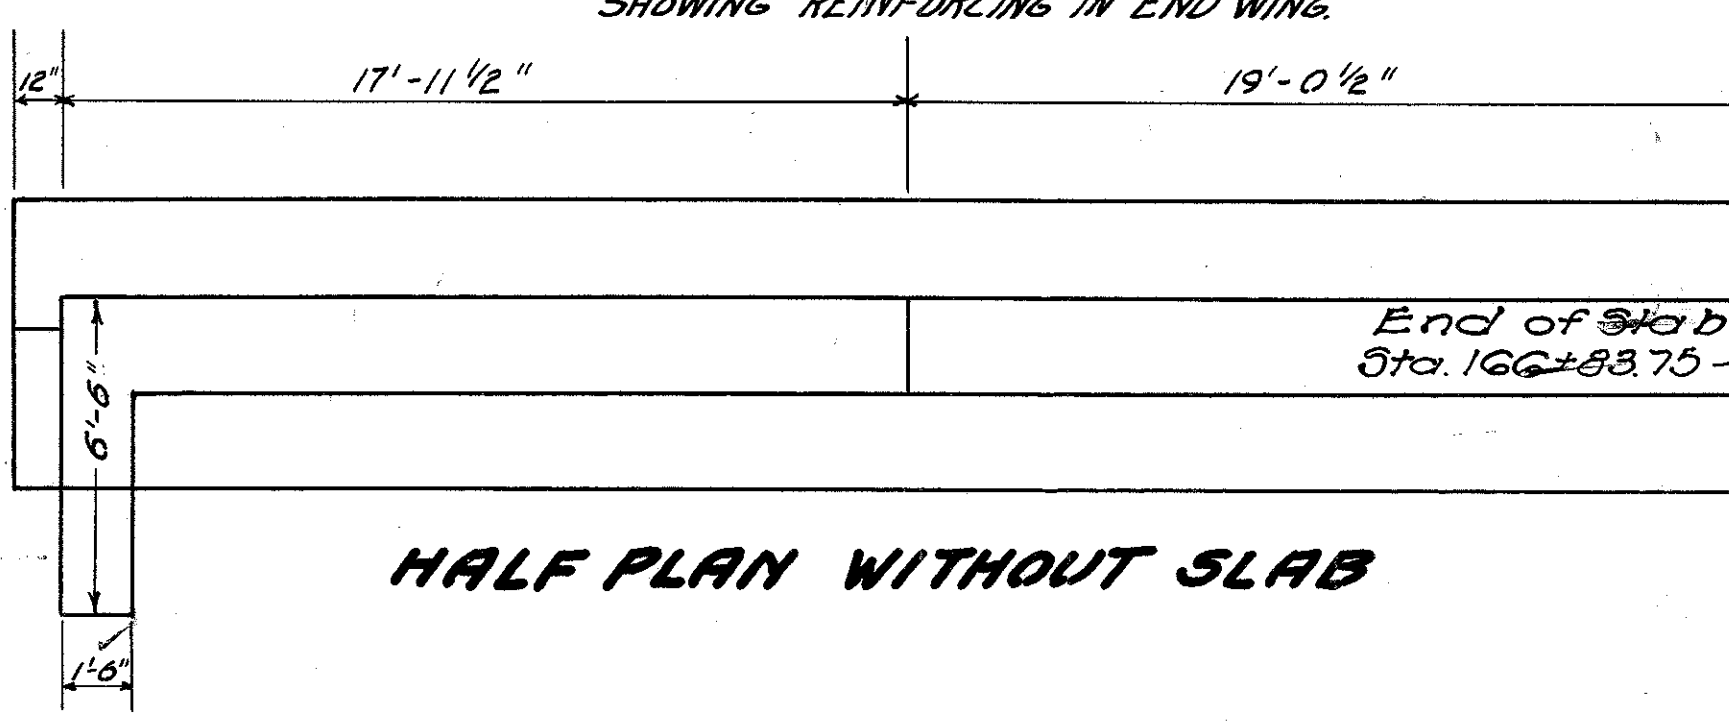 SHOWING REINFORCING IN END WING.
12" 17'-11 1/2" 19'-0 1/2"
End of Slab
Sta. 166+83.75 -
6'-6"
HALF PLAN WITHOUT SLAB
1'-6"